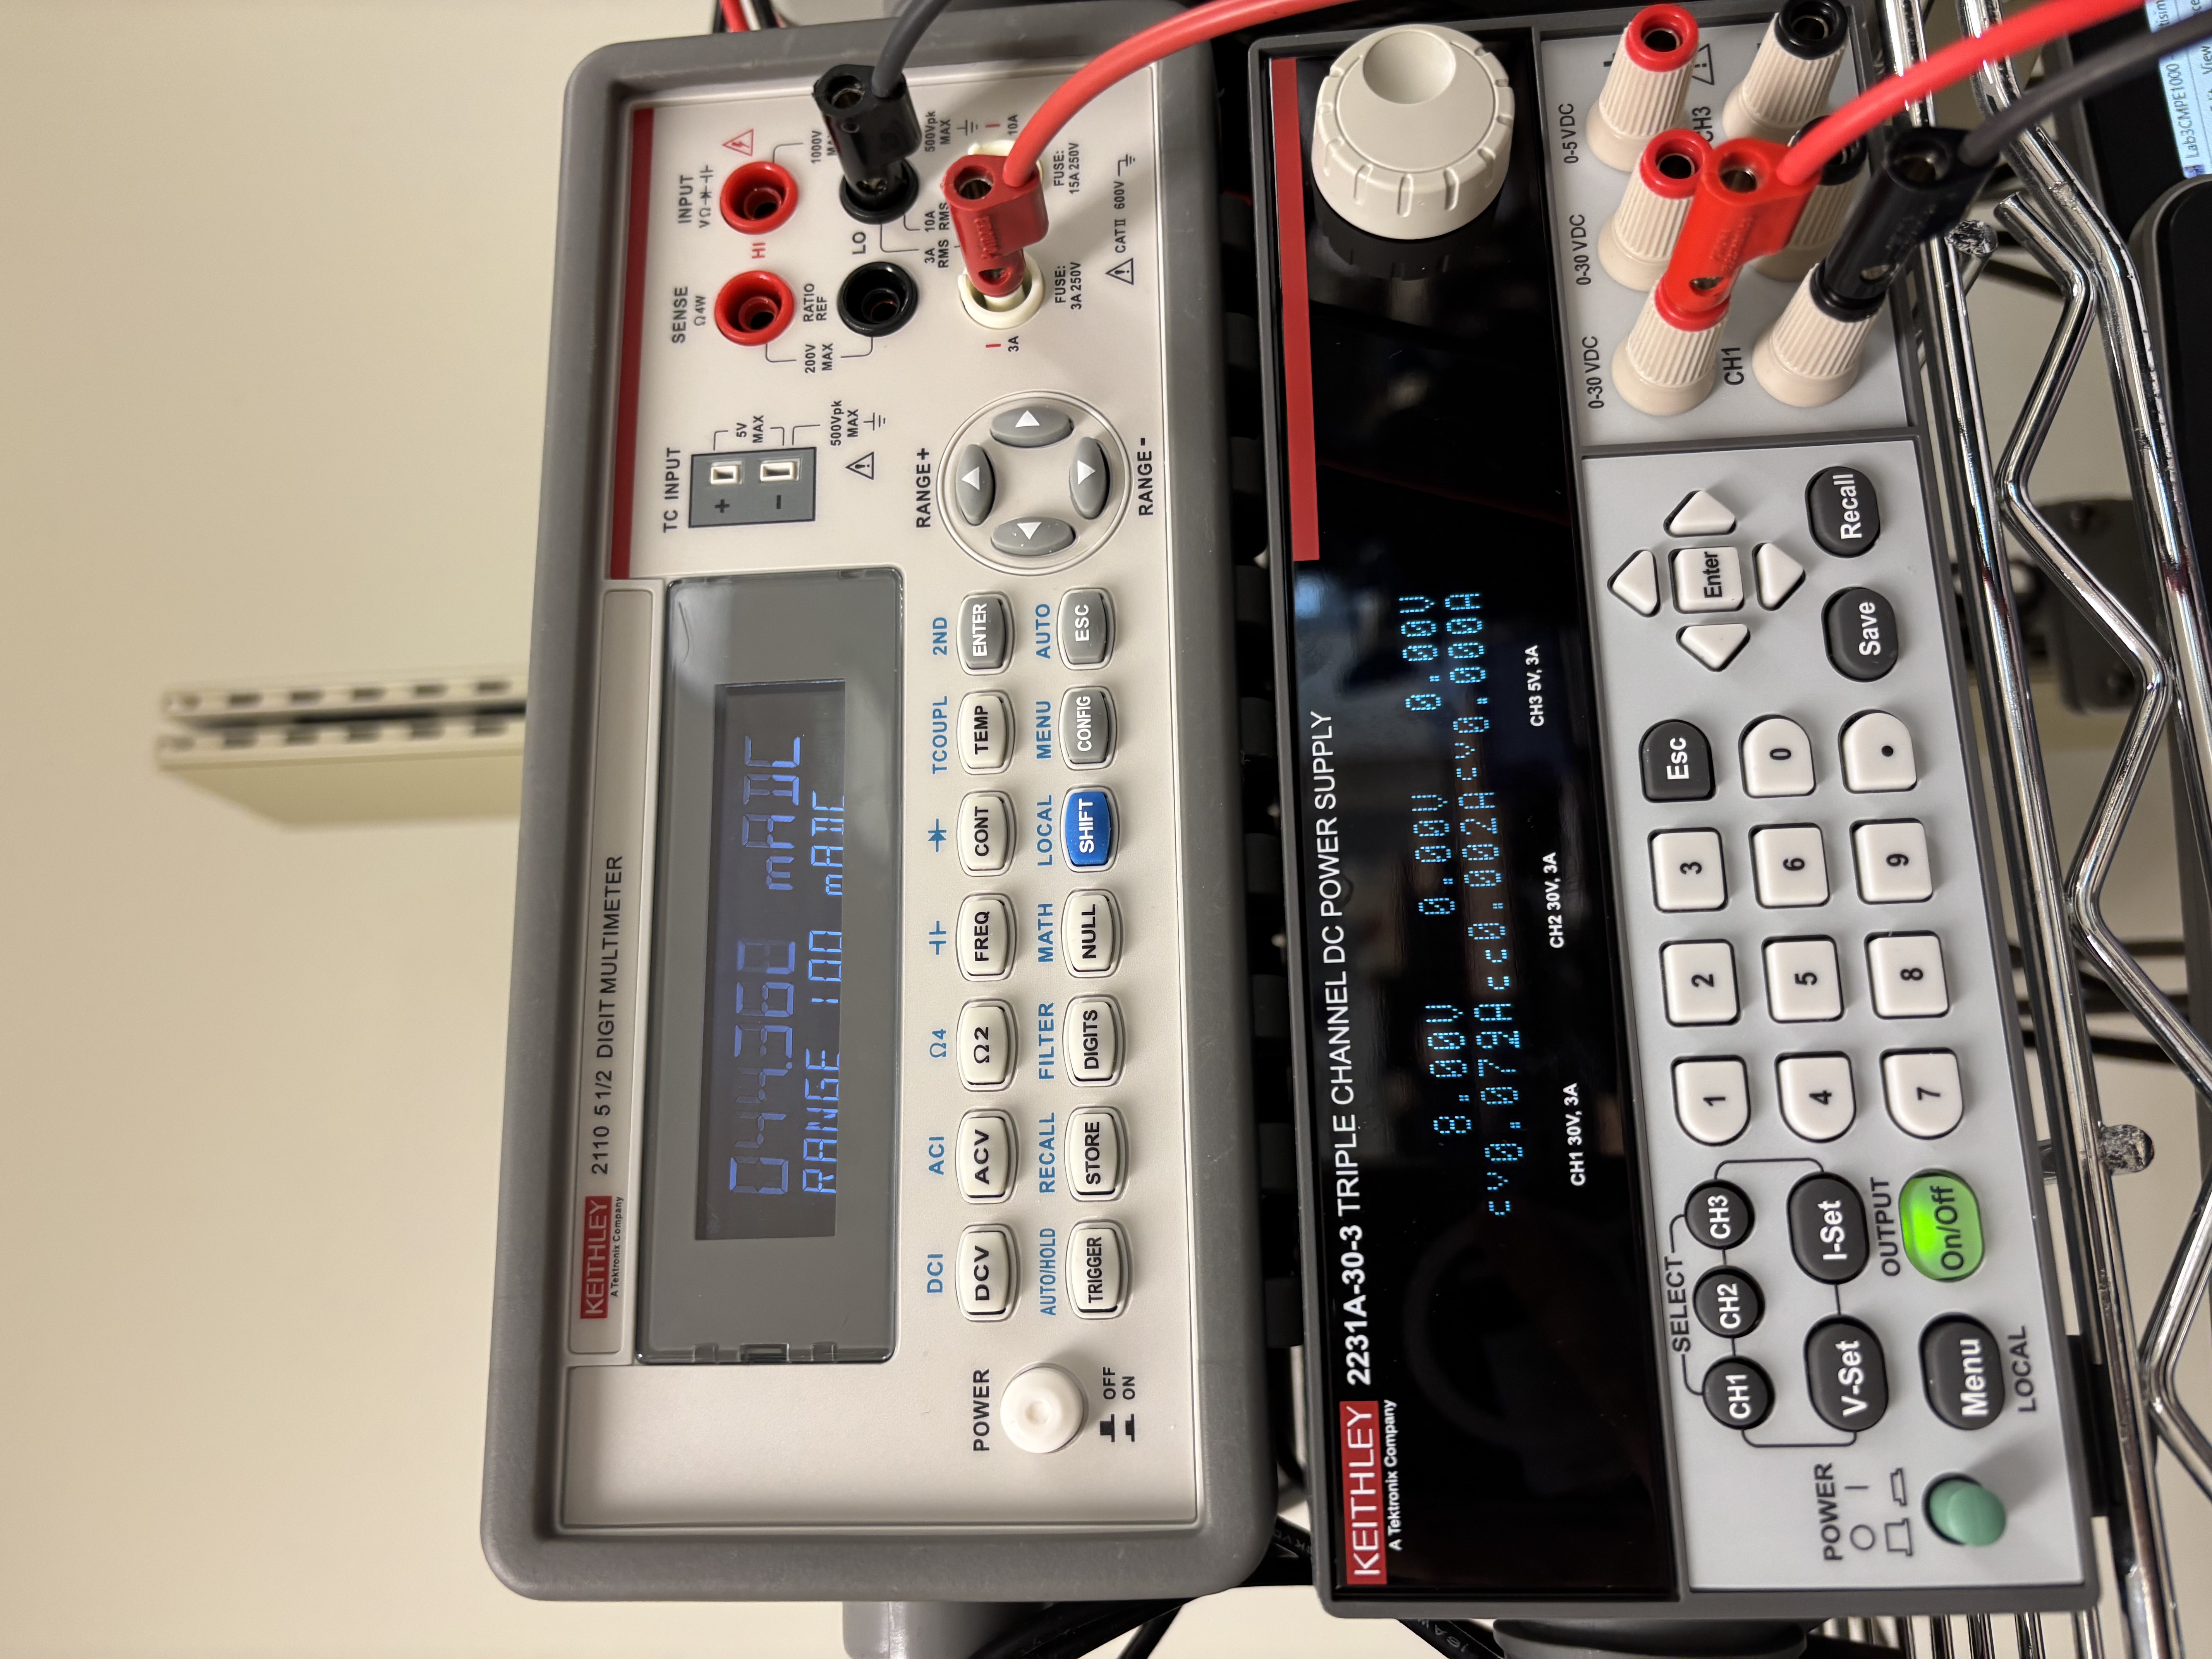 KEITHLEY
A Tektronix Company
2110 5 1/2 DIGIT MULTIMETER
mADC
RANGE 100 mADC
TC INPUT
+
5V
MAX
-
500Vpk
MAX
SENSE
Ω4W
INPUT
VΩ
HI
200V
MAX
RATIO
REF
1000V
LO
3A
RMS
10A
RMS
500Vpk
MAX
I
3A
I
10A
FUSE:
3A 250V
FUSE:
15A 250V
CAT II 600V
POWER
OFF
ON
DCI ACI Ω4 TCOUPL 2ND
DCV ACV Ω2 FREQ CONT TEMP ENTER
AUTO/HOLD RECALL FILTER MATH LOCAL MENU AUTO
TRIGGER STORE DIGITS NULL SHIFT CONFIG ESC
RANGE+
RANGE-
KEITHLEY
A Tektronix Company
2231A-30-3 TRIPLE CHANNEL DC POWER SUPPLY
8.00V 0.00V 0.00V
cv0.079A cc0.002A cv0.000A
CH1 30V, 3A CH2 30V, 3A CH3 5V, 3A
0-30 VDC 0-30 VDC 0-5 VDC
CH1
CH3
SELECT
CH1 CH2 CH3
V-Set I-Set
POWER
OUTPUT
On/Off
Menu
LOCAL
1 2 3 Esc
4 5 6 0
7 8 9 .
Enter
Save Recall
Lab3CMPE1000
View